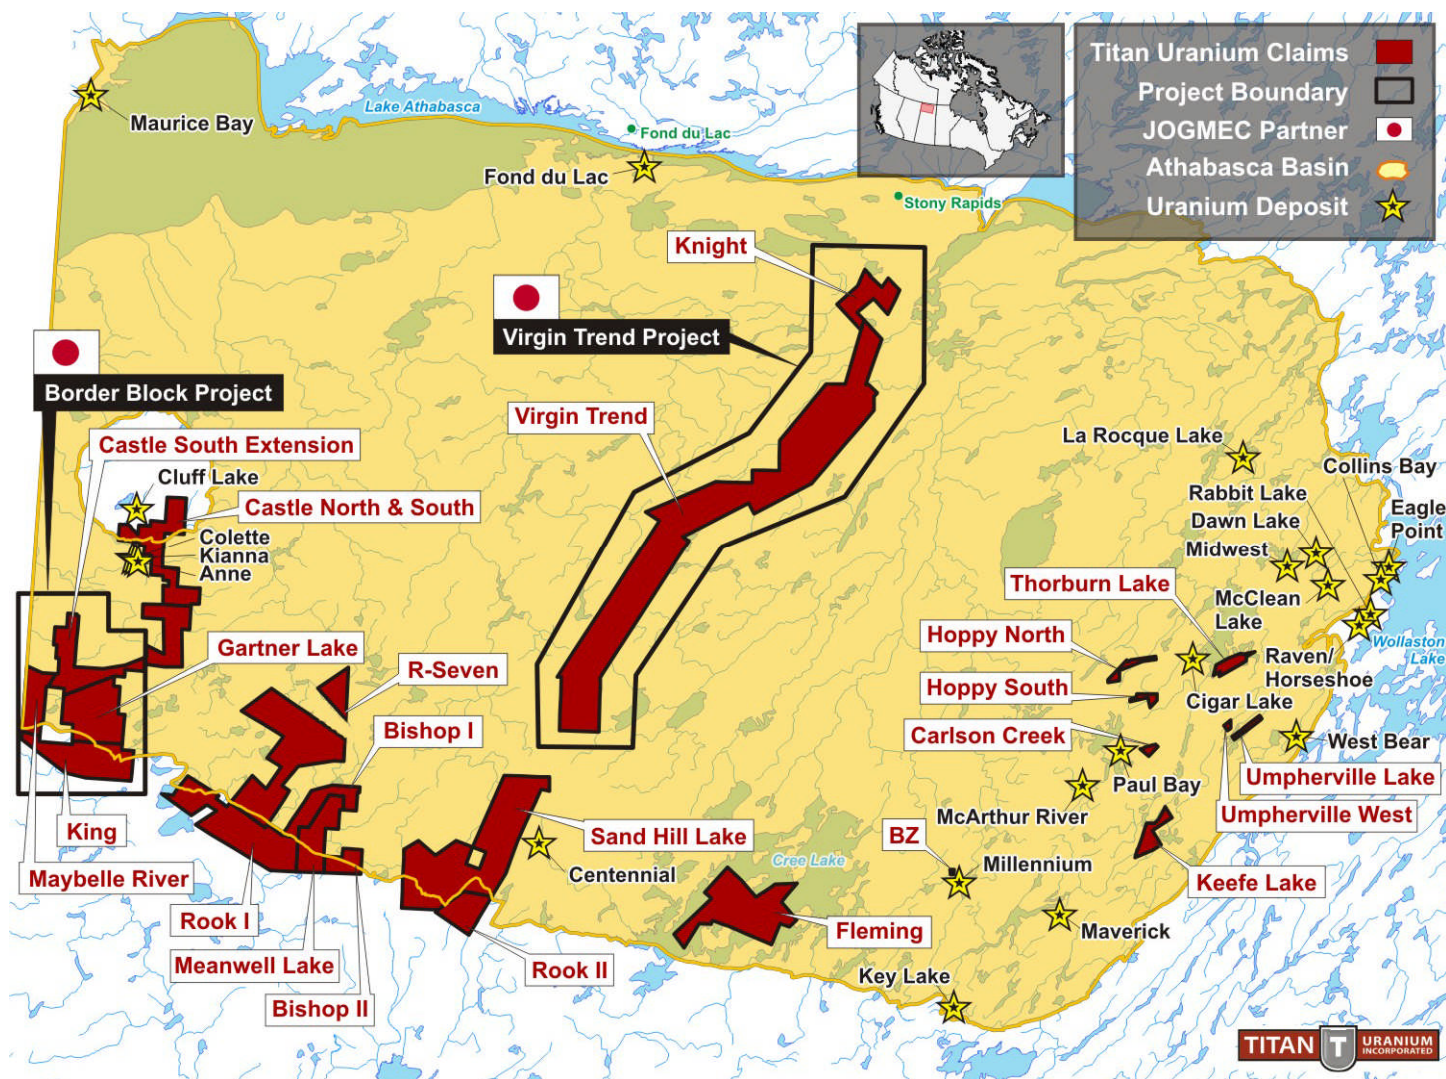 Titan Uranium Claims
Project Boundary
JOGMEC Partner
Athabasca Basin
Uranium Deposit
Lake Athabasca
Maurice Bay
Fond du Lac
Fond du Lac
Stony Rapids
Knight
Virgin Trend Project
Border Block Project
Virgin Trend
Castle South Extension
La Rocque Lake
Collins Bay
Cluff Lake
Rabbit Lake
Castle North & South
Eagle
Point
Dawn Lake
Colette
Kianna
Anne
Midwest
Thorburn Lake
McClean
Lake
Hoppy North
Wollaston
Lake
Gartner Lake
Raven/
Horseshoe
R-Seven
Hoppy South
Cigar Lake
Bishop I
Carlson Creek
West Bear
Umpherville Lake
Paul Bay
McArthur River
Umpherville West
King
Sand Hill Lake
BZ
Cree Lake
Millennium
Centennial
Maybelle River
Keefe Lake
Rook I
Fleming
Maverick
Meanwell Lake
Rook II
Key Lake
Bishop II
TITAN T URANIUM
INCORPORATED